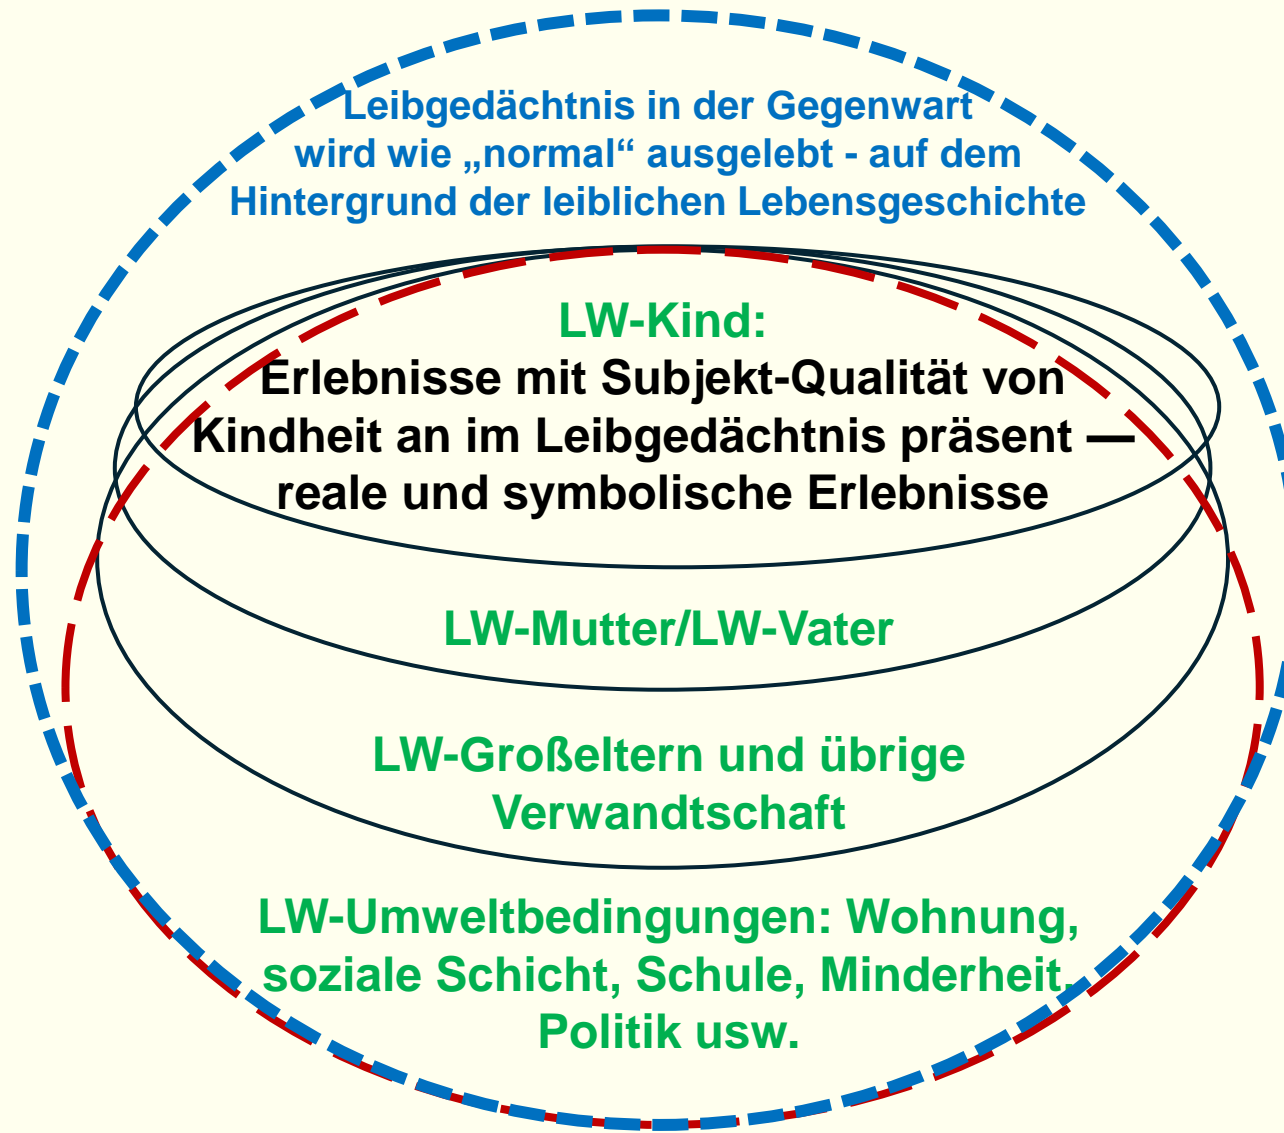 Leibgedächtnis in der Gegenwart
wird wie „normal“ ausgelebt - auf dem
Hintergrund der leiblichen Lebensgeschichte
LW-Kind:
Erlebnisse mit Subjekt-Qualität von
Kindheit an im Leibgedächtnis präsent —
reale und symbolische Erlebnisse
LW-Mutter/LW-Vater
LW-Großeltern und übrige
Verwandtschaft
LW-Umweltbedingungen: Wohnung,
soziale Schicht, Schule, Minderheit,
Politik usw.